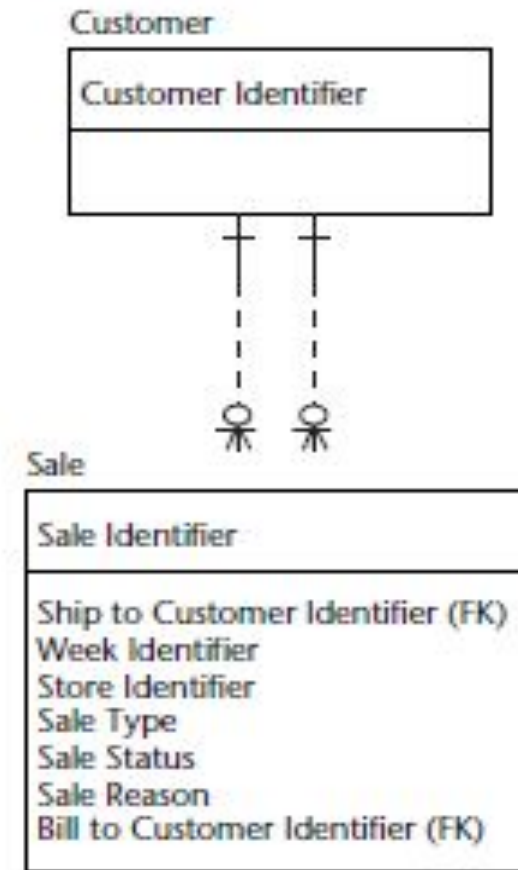 Customer
Customer Identifier
Sale
Sale Identifier
Ship to Customer Identifier (FK)
Week Identifier
Store Identifier
Sale Type
Sale Status
Sale Reason
Bill to Customer Identifier (FK)